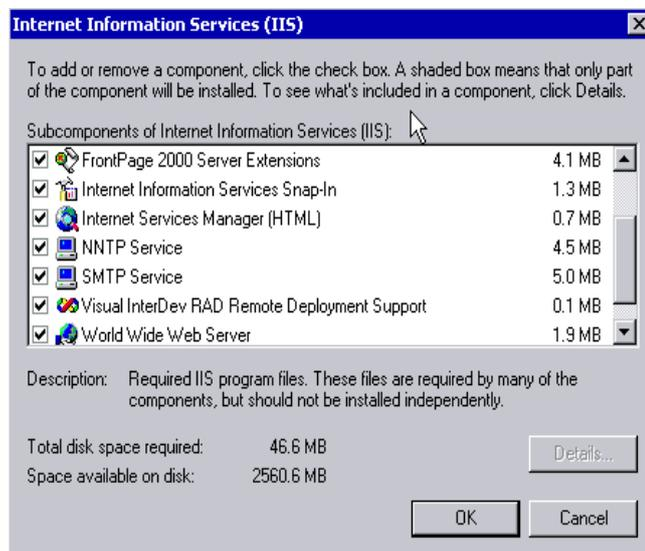 Internet Information Services (IIS)
To add or remove a component, click the check box. A shaded box means that only part
of the component will be installed. To see what's included in a component, click Details.
Subcomponents of Internet Information Services (IIS):
FrontPage 2000 Server Extensions 4.1 MB
Internet Information Services Snap-In 1.3 MB
Internet Services Manager (HTML) 0.7 MB
NNTP Service 4.5 MB
SMTP Service 5.0 MB
Visual InterDev RAD Remote Deployment Support 0.1 MB
World Wide Web Server 1.9 MB
Description: Required IIS program files. These files are required by many of the
components, but should not be installed independently.
Total disk space required: 46.6 MB
Space available on disk: 2560.6 MB
Details...
OK Cancel